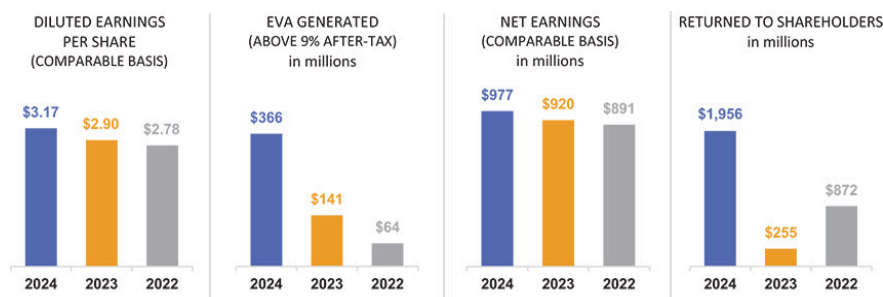 DILUTED EARNINGS
PER SHARE
(COMPARABLE BASIS)
$3.17
$2.90
$2.78
2024 2023 2022
EVA GENERATED
(ABOVE 9% AFTER-TAX)
in millions
$366
$141
$64
2024 2023 2022
NET EARNINGS
(COMPARABLE BASIS)
in millions
$977
$920
$891
2024 2023 2022
RETURNED TO SHAREHOLDERS
in millions
$1,956
$255
$872
2024 2023 2022